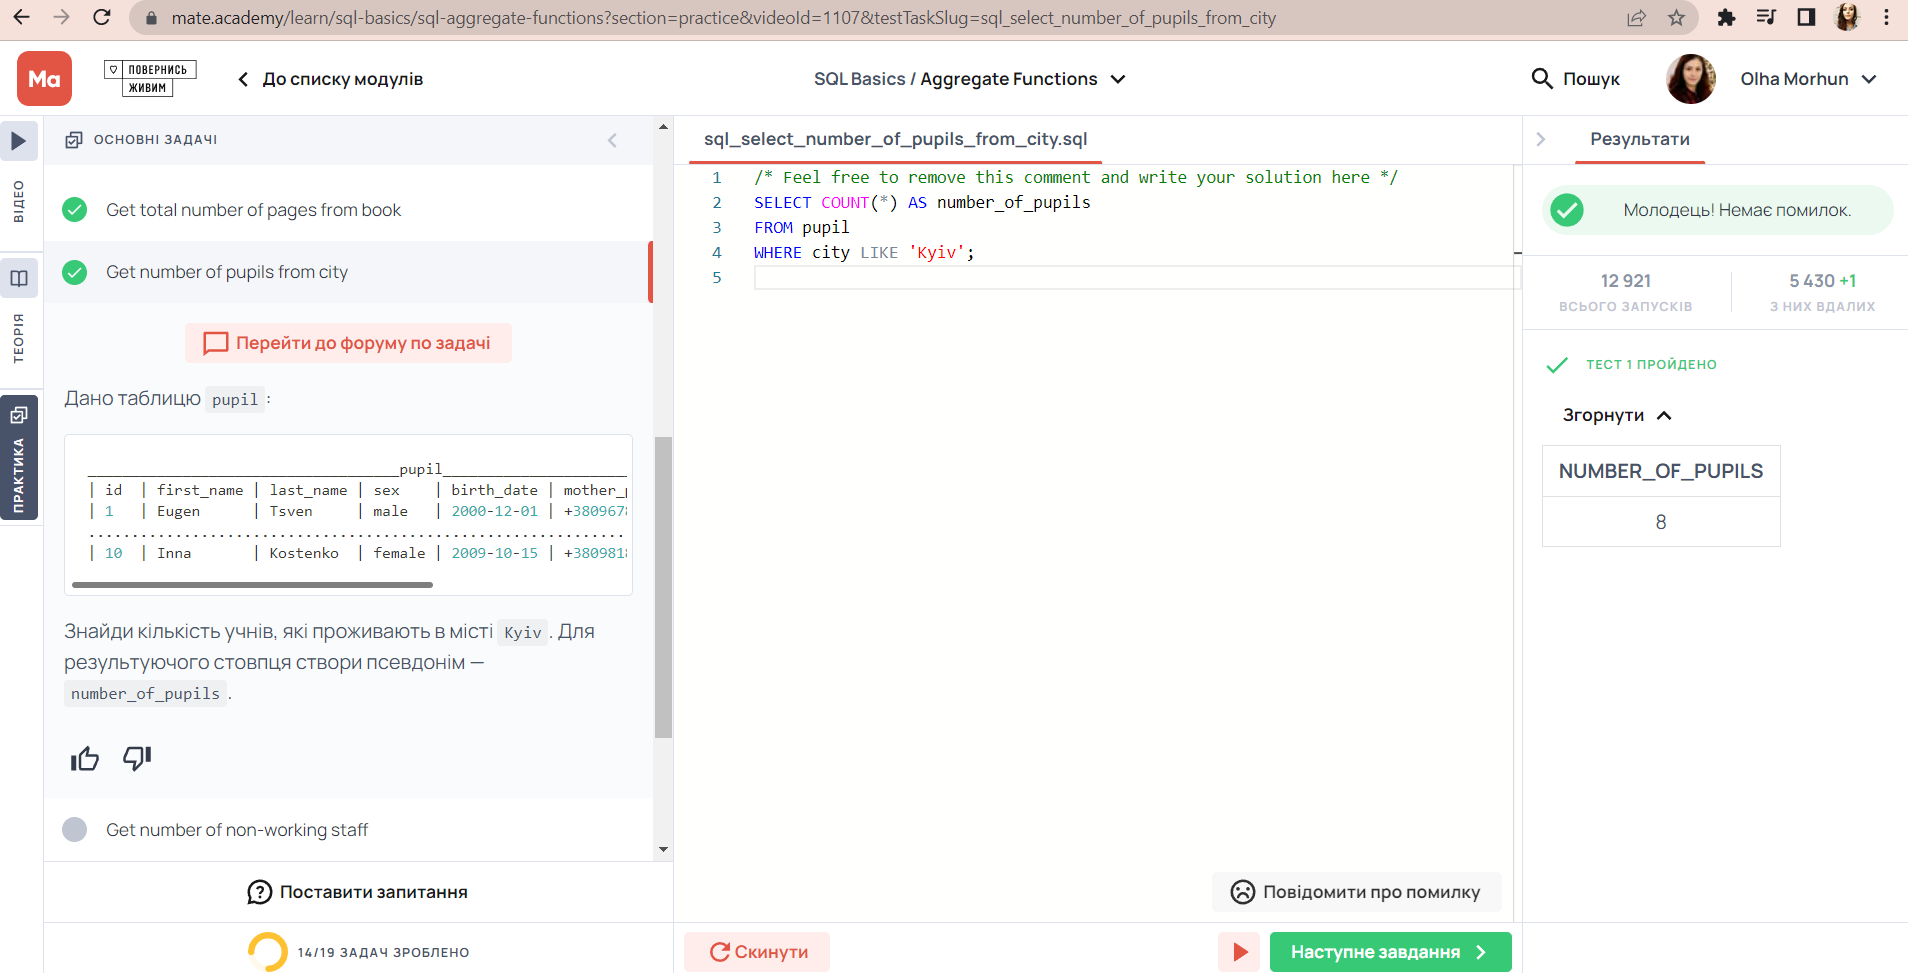 mate.academy/learn/sql-basics/sql-aggregate-functions?section=practice&videoId=1107&testTaskSlug=sql_select_number_of_pupils_from_city
Ma
ПОВЕРНИСЬ
ЖИВИМ
До списку модулів
SQL Basics / Aggregate Functions
Пошук
Olha Morhun
ВІДЕО
ТЕОРІЯ
ПРАКТИКА
ОСНОВНІ ЗАДАЧІ
Get total number of pages from book
Get number of pupils from city
Перейти до форуму по задачі
Дано таблицю pupil :
____________________________________pupil______________________
| id | first_name | last_name | sex | birth_date | mother_p
| 1 | Eugen | Tsven | male | 2000-12-01 | +3809678
..............................................................
| 10 | Inna | Kostenko | female | 2009-10-15 | +3809818
Знайди кількість учнів, які проживають в місті Kyiv . Для
результуючого стовпця створи псевдонім —
number_of_pupils .
Get number of non-working staff
Поставити запитання
14/19 ЗАДАЧ ЗРОБЛЕНО
sql_select_number_of_pupils_from_city.sql
1 /* Feel free to remove this comment and write your solution here */
2 SELECT COUNT(*) AS number_of_pupils
3 FROM pupil
4 WHERE city LIKE 'Kyiv';
5
Повідомити про помилку
Скинути
Наступне завдання
Результати
Молодець! Немає помилок.
12 921
ВСЬОГО ЗАПУСКІВ
5 430 +1
З НИХ ВДАЛИХ
ТЕСТ 1 ПРОЙДЕНО
Згорнути
NUMBER_OF_PUPILS
8